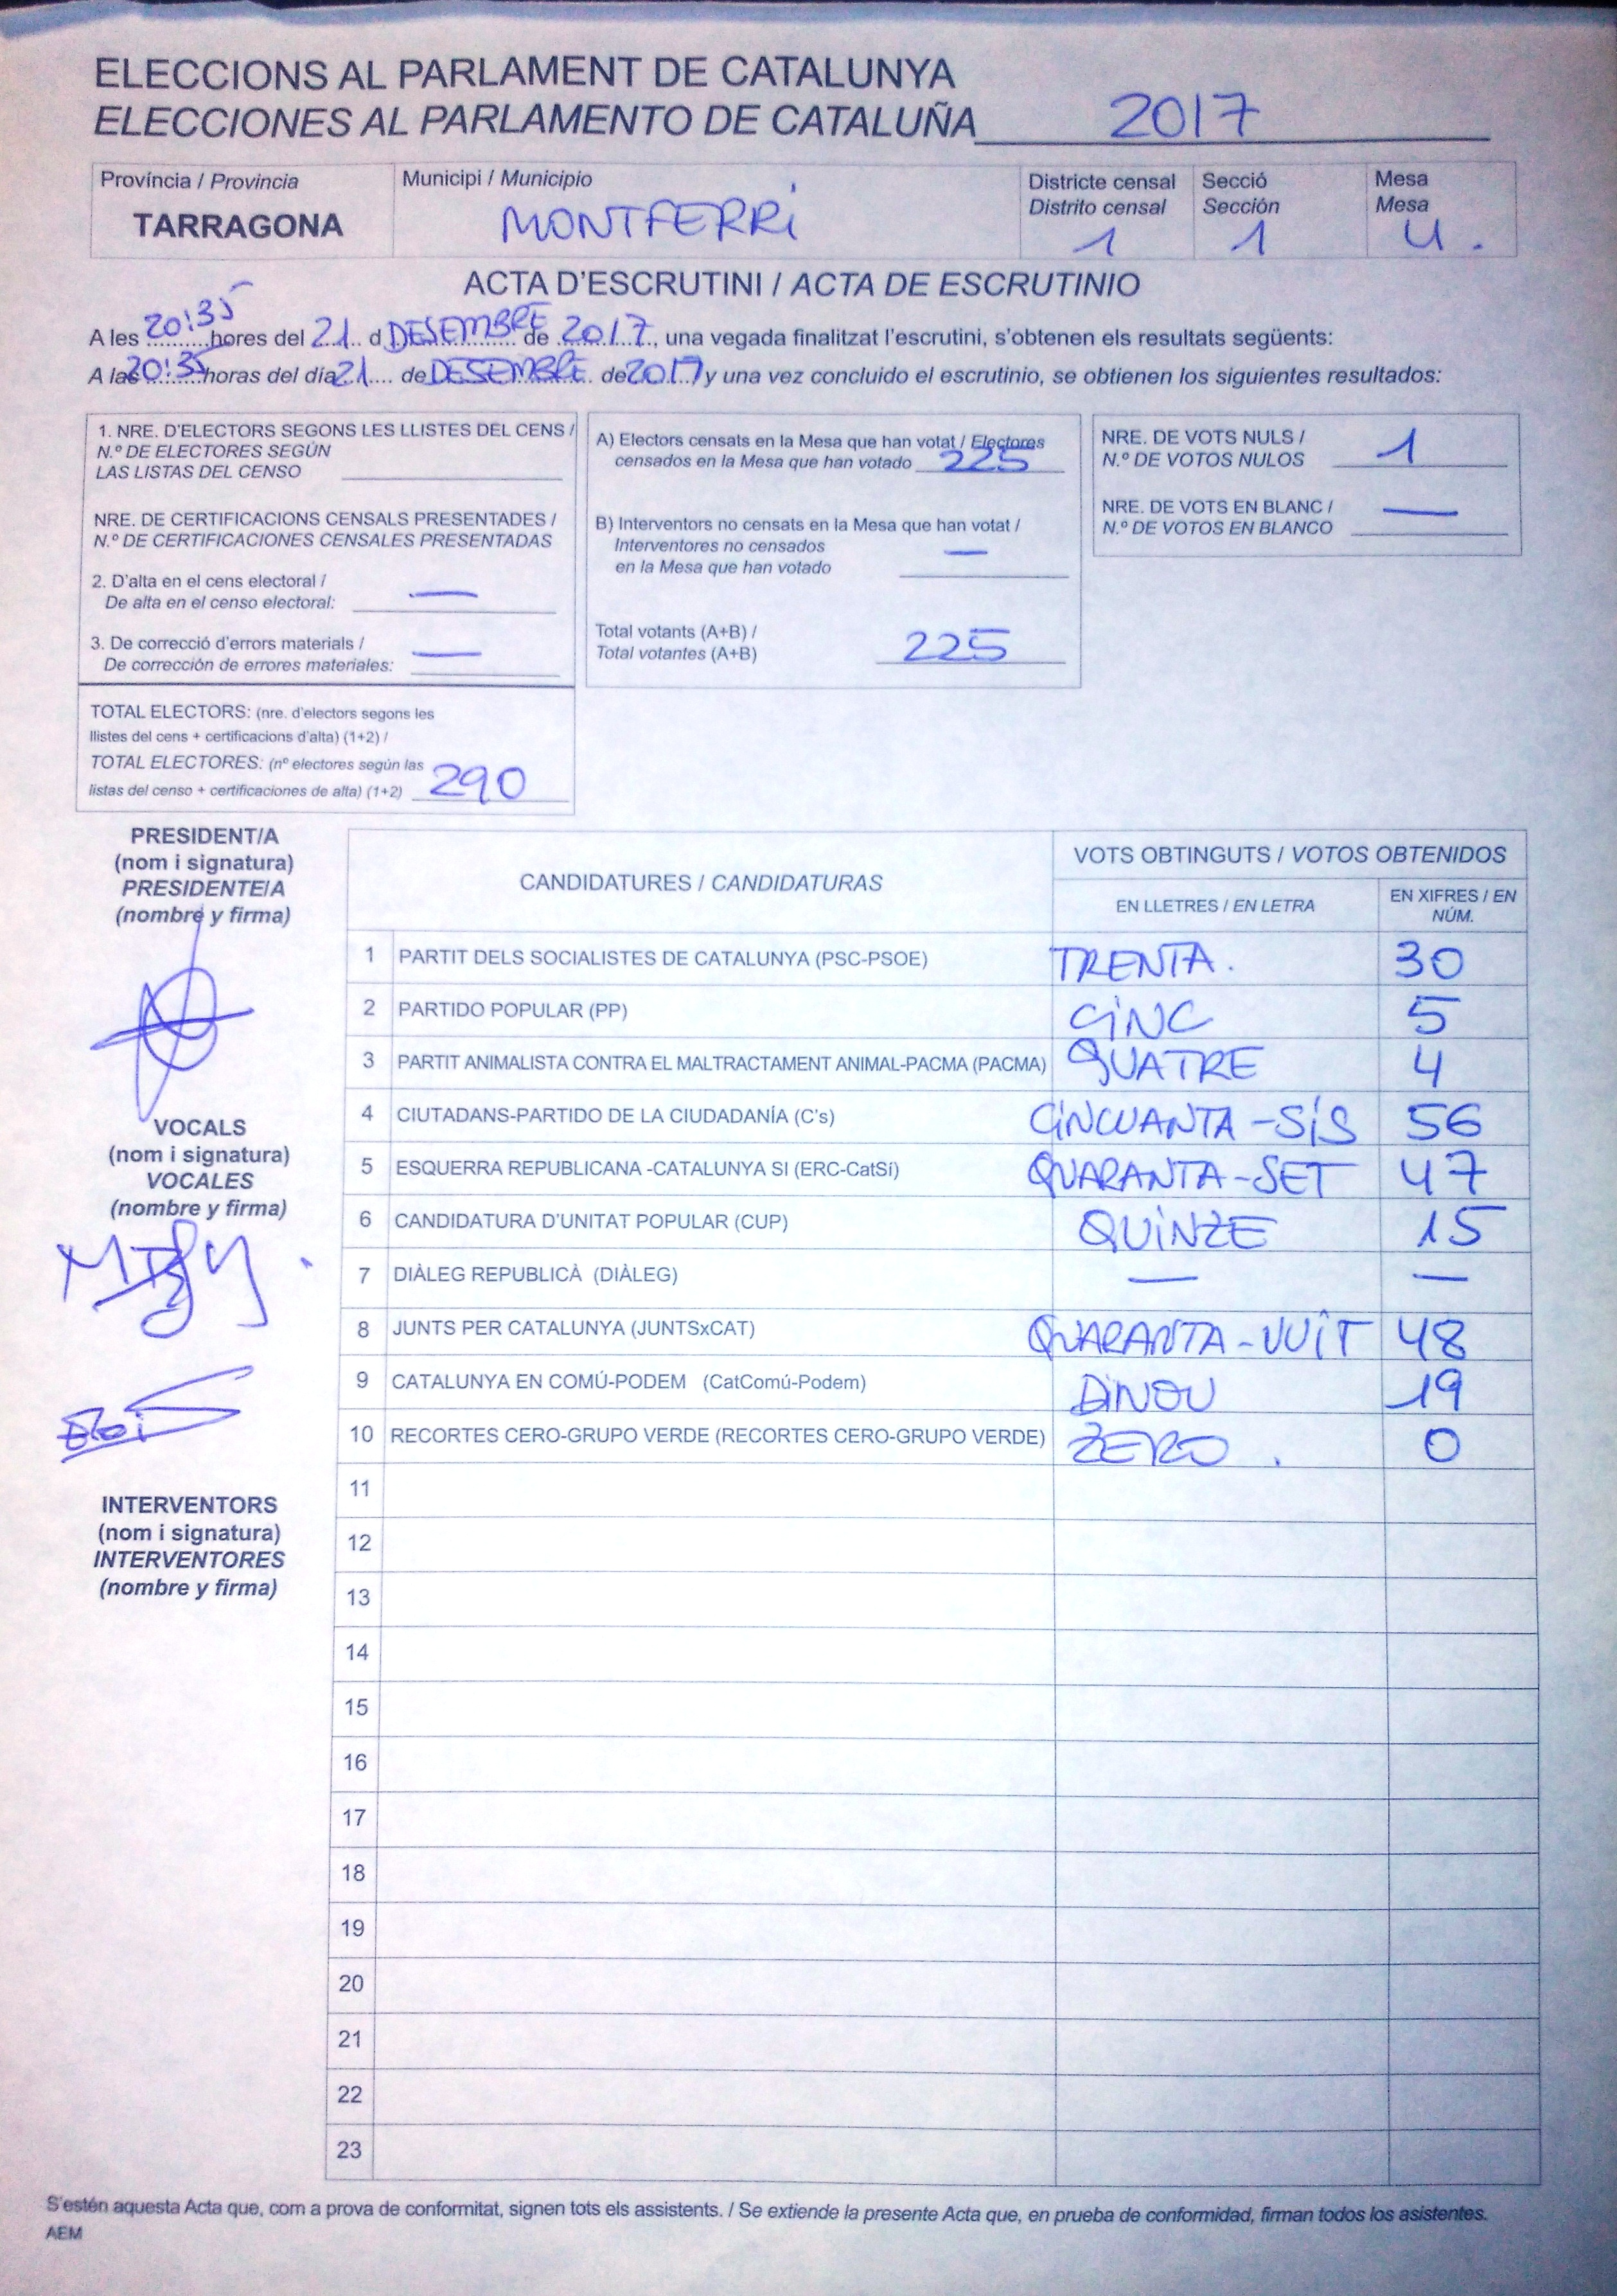 ELECCIONS AL PARLAMENT DE CATALUNYA
ELECCIONES AL PARLAMENTO DE CATALUÑA 2017
Província / Provincia
TARRAGONA
Municipi / Municipio
MONTFERRI
Districte censal
Distrito censal
1
Secció
Sección
1
Mesa
Mesa
U.
ACTA D'ESCRUTINI / ACTA DE ESCRUTINIO
A les 20:35 hores del 21 d DESEMBRE de 2017, una vegada finalitzat l'escrutini, s'obtenen els resultats següents:
A las 20:35 horas del día 21 de DESEMBRE de 2017 y una vez concluido el escrutinio, se obtienen los siguientes resultados:
1. NRE. D'ELECTORS SEGONS LES LLISTES DEL CENS /
N.º DE ELECTORES SEGÚN
LAS LISTAS DEL CENSO
NRE. DE CERTIFICACIONS CENSALS PRESENTADES /
N.º DE CERTIFICACIONES CENSALES PRESENTADAS
2. D'alta en el cens electoral /
De alta en el censo electoral: —
3. De correcció d'errors materials /
De corrección de errores materiales: —
TOTAL ELECTORS: (nre. d'electors segons les
llistes del cens + certificacions d'alta) (1+2) /
TOTAL ELECTORES: (nº electores según las
listas del censo + certificaciones de alta) (1+2) 290
A) Electors censats en la Mesa que han votat / Electores
censados en la Mesa que han votado 225
B) Interventors no censats en la Mesa que han votat /
Interventores no censados
en la Mesa que han votado —
Total votants (A+B) /
Total votantes (A+B) 225
NRE. DE VOTS NULS /
N.º DE VOTOS NULOS 1
NRE. DE VOTS EN BLANC /
N.º DE VOTOS EN BLANCO —
PRESIDENT/A
(nom i signatura)
PRESIDENTE/A
(nombre y firma)
VOCALS
(nom i signatura)
VOCALES
(nombre y firma)
INTERVENTORS
(nom i signatura)
INTERVENTORES
(nombre y firma)
CANDIDATURES / CANDIDATURAS
VOTS OBTINGUTS / VOTOS OBTENIDOS
EN LLETRES / EN LETRA
EN XIFRES / EN
NÚM.
1 PARTIT DELS SOCIALISTES DE CATALUNYA (PSC-PSOE) TRENTA. 30
2 PARTIDO POPULAR (PP) CINC 5
3 PARTIT ANIMALISTA CONTRA EL MALTRACTAMENT ANIMAL-PACMA (PACMA) QUATRE 4
4 CIUTADANS-PARTIDO DE LA CIUDADANÍA (C's) CINCUANTA-SÍS 56
5 ESQUERRA REPUBLICANA -CATALUNYA SI (ERC-CatSí) QUARANTA-SET 47
6 CANDIDATURA D'UNITAT POPULAR (CUP) QUINZE 15
7 DIÀLEG REPUBLICÀ (DIÀLEG) — —
8 JUNTS PER CATALUNYA (JUNTSxCAT) QUARANTA-VUIT 48
9 CATALUNYA EN COMÚ-PODEM (CatComú-Podem) DINOU 19
10 RECORTES CERO-GRUPO VERDE (RECORTES CERO-GRUPO VERDE) ZERO. 0
11
12
13
14
15
16
17
18
19
20
21
22
23
S'estén aquesta Acta que, com a prova de conformitat, signen tots els assistents. / Se extiende la presente Acta que, en prueba de conformidad, firman todos los asistentes.
AEM